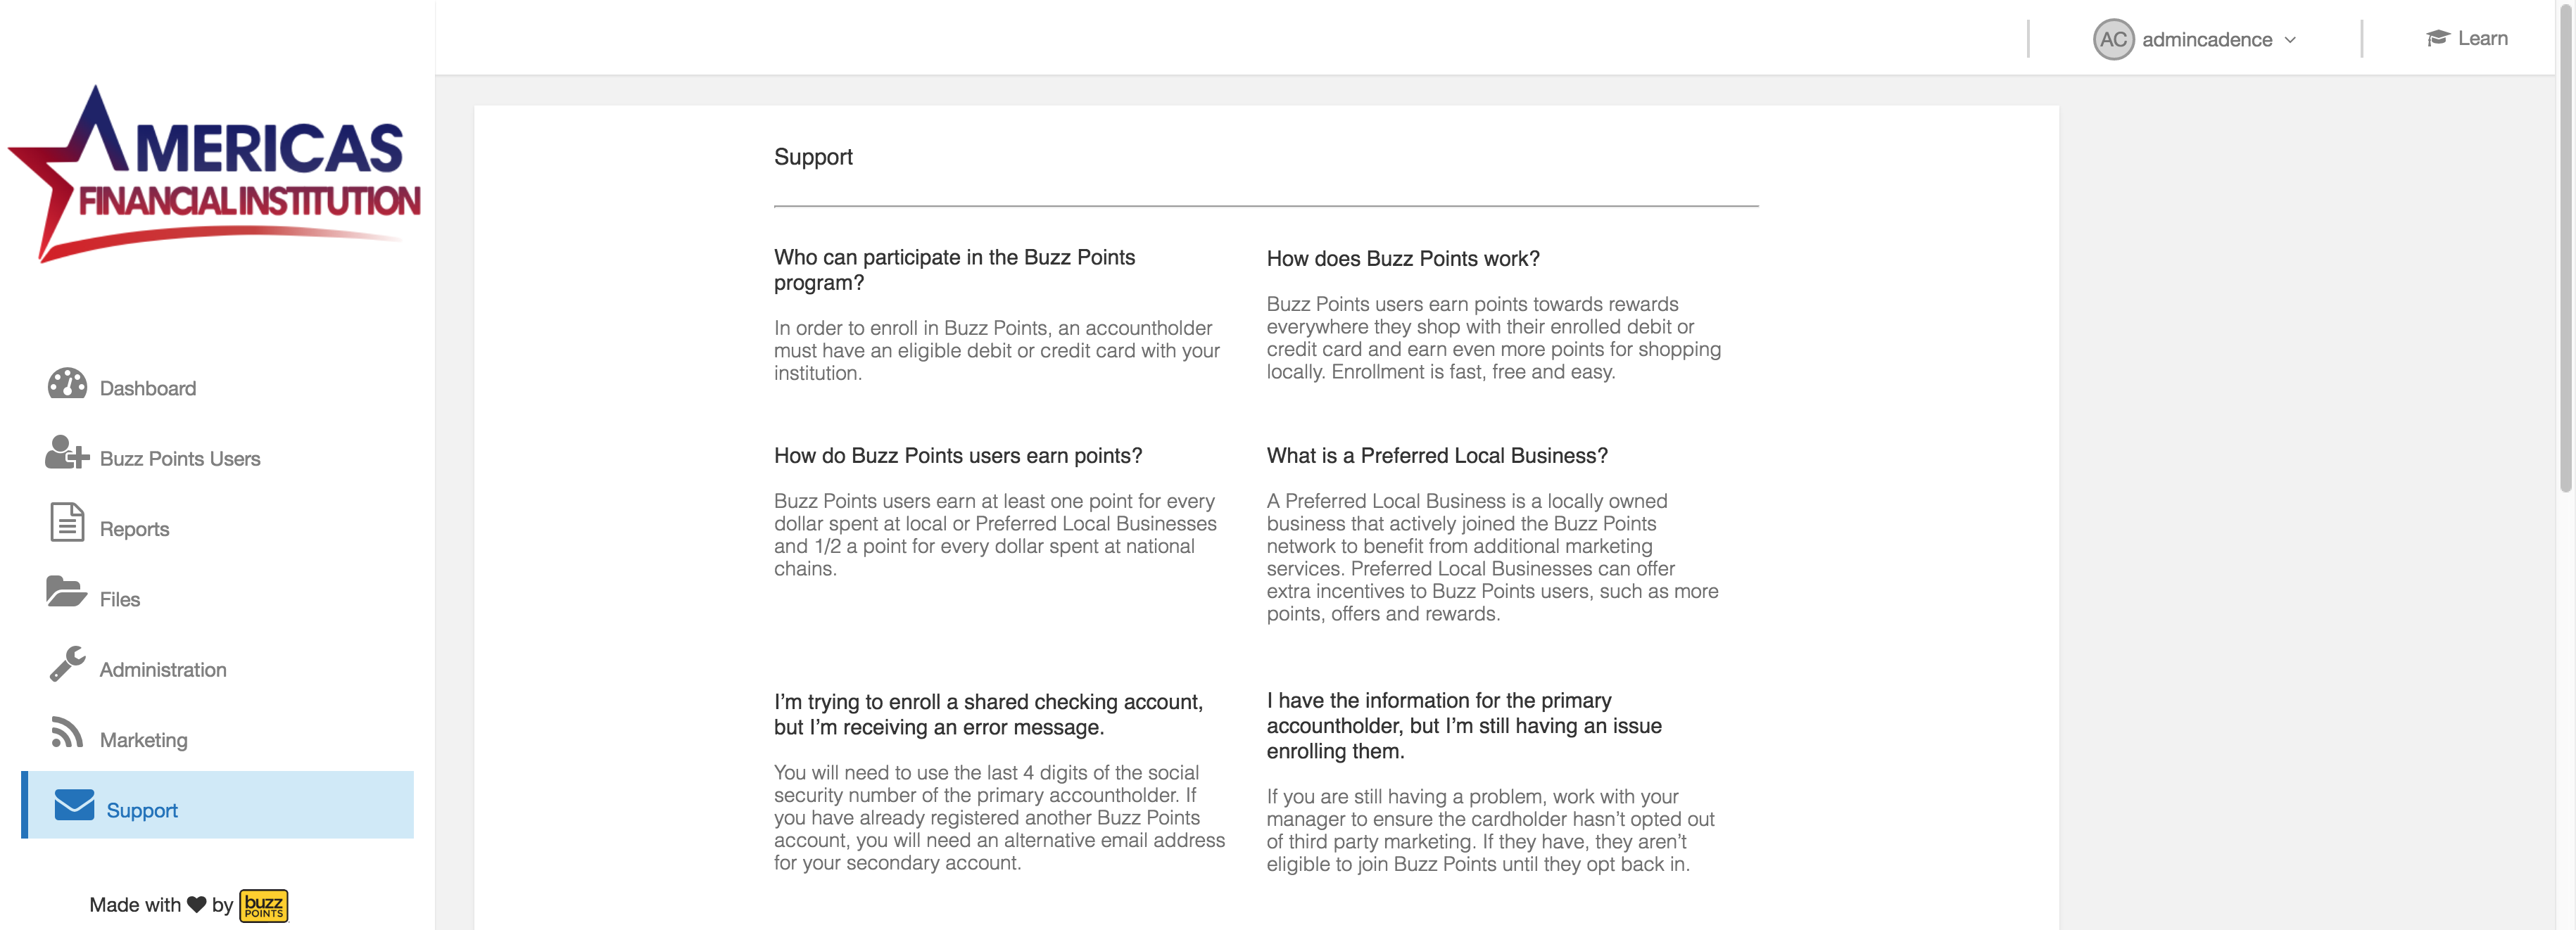 AMERICAS
FINANCIAL INSTITUTION
Dashboard
Buzz Points Users
Reports
Files
Administration
Marketing
Support
Made with by buzz
POINTS
AC admincadence
Learn
Support
Who can participate in the Buzz Points
program?
In order to enroll in Buzz Points, an accountholder
must have an eligible debit or credit card with your
institution.
How does Buzz Points work?
Buzz Points users earn points towards rewards
everywhere they shop with their enrolled debit or
credit card and earn even more points for shopping
locally. Enrollment is fast, free and easy.
How do Buzz Points users earn points?
Buzz Points users earn at least one point for every
dollar spent at local or Preferred Local Businesses
and 1/2 a point for every dollar spent at national
chains.
What is a Preferred Local Business?
A Preferred Local Business is a locally owned
business that actively joined the Buzz Points
network to benefit from additional marketing
services. Preferred Local Businesses can offer
extra incentives to Buzz Points users, such as more
points, offers and rewards.
I’m trying to enroll a shared checking account,
but I’m receiving an error message.
You will need to use the last 4 digits of the social
security number of the primary accountholder. If
you have already registered another Buzz Points
account, you will need an alternative email address
for your secondary account.
I have the information for the primary
accountholder, but I’m still having an issue
enrolling them.
If you are still having a problem, work with your
manager to ensure the cardholder hasn’t opted out
of third party marketing. If they have, they aren’t
eligible to join Buzz Points until they opt back in.